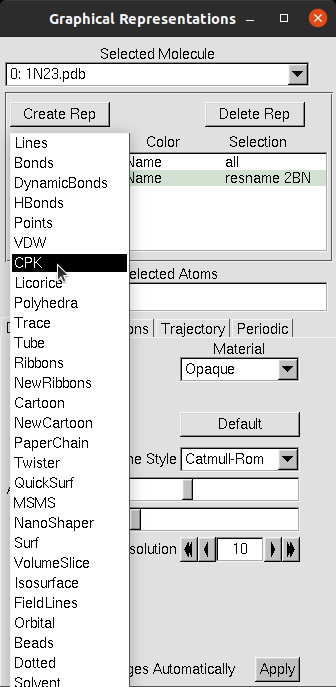 Graphical Representations
Selected Molecule
0: 1N23.pdb
Create Rep
Delete Rep
Color
Selection
Name
all
Name
resname 2BN
Lines
Bonds
DynamicBonds
HBonds
Points
VDW
CPK
Licorice
Polyhedra
Trace
Tube
Ribbons
NewRibbons
Cartoon
NewCartoon
PaperChain
Twister
QuickSurf
MSMS
NanoShaper
Surf
VolumeSlice
Isosurface
FieldLines
Orbital
Beads
Dotted
Solvent
elected Atoms
ons
Trajectory
Periodic
Material
Opaque
Default
ne Style
Catmull-Rom
solution
10
ges Automatically
Apply